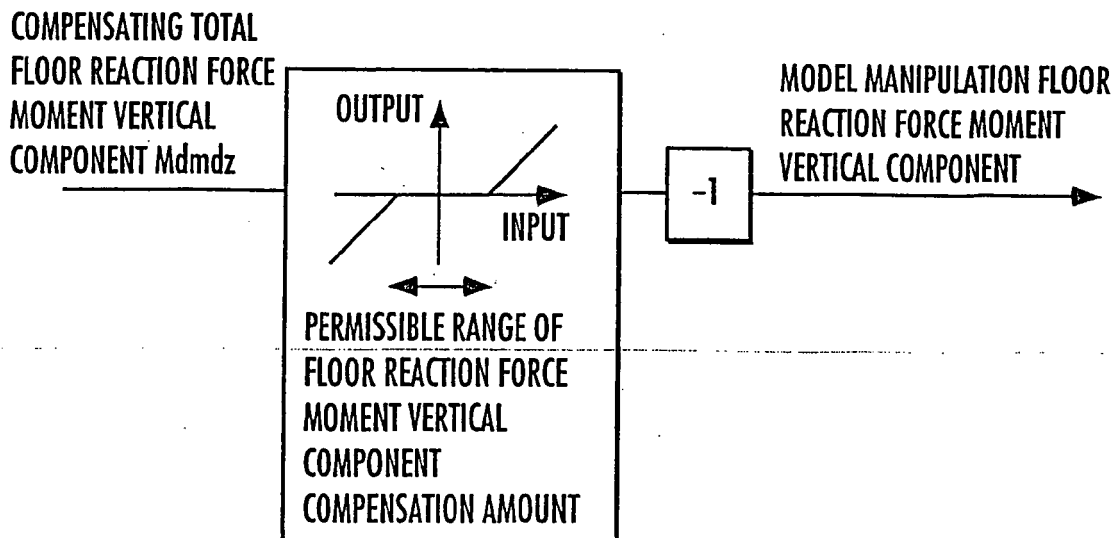 COMPENSATING TOTAL
FLOOR REACTION FORCE
MOMENT VERTICAL
COMPONENT Mdmdz
OUTPUT
INPUT
PERMISSIBLE RANGE OF
FLOOR REACTION FORCE
MOMENT VERTICAL
COMPONENT
COMPENSATION AMOUNT
-1
MODEL MANIPULATION FLOOR
REACTION FORCE MOMENT
VERTICAL COMPONENT